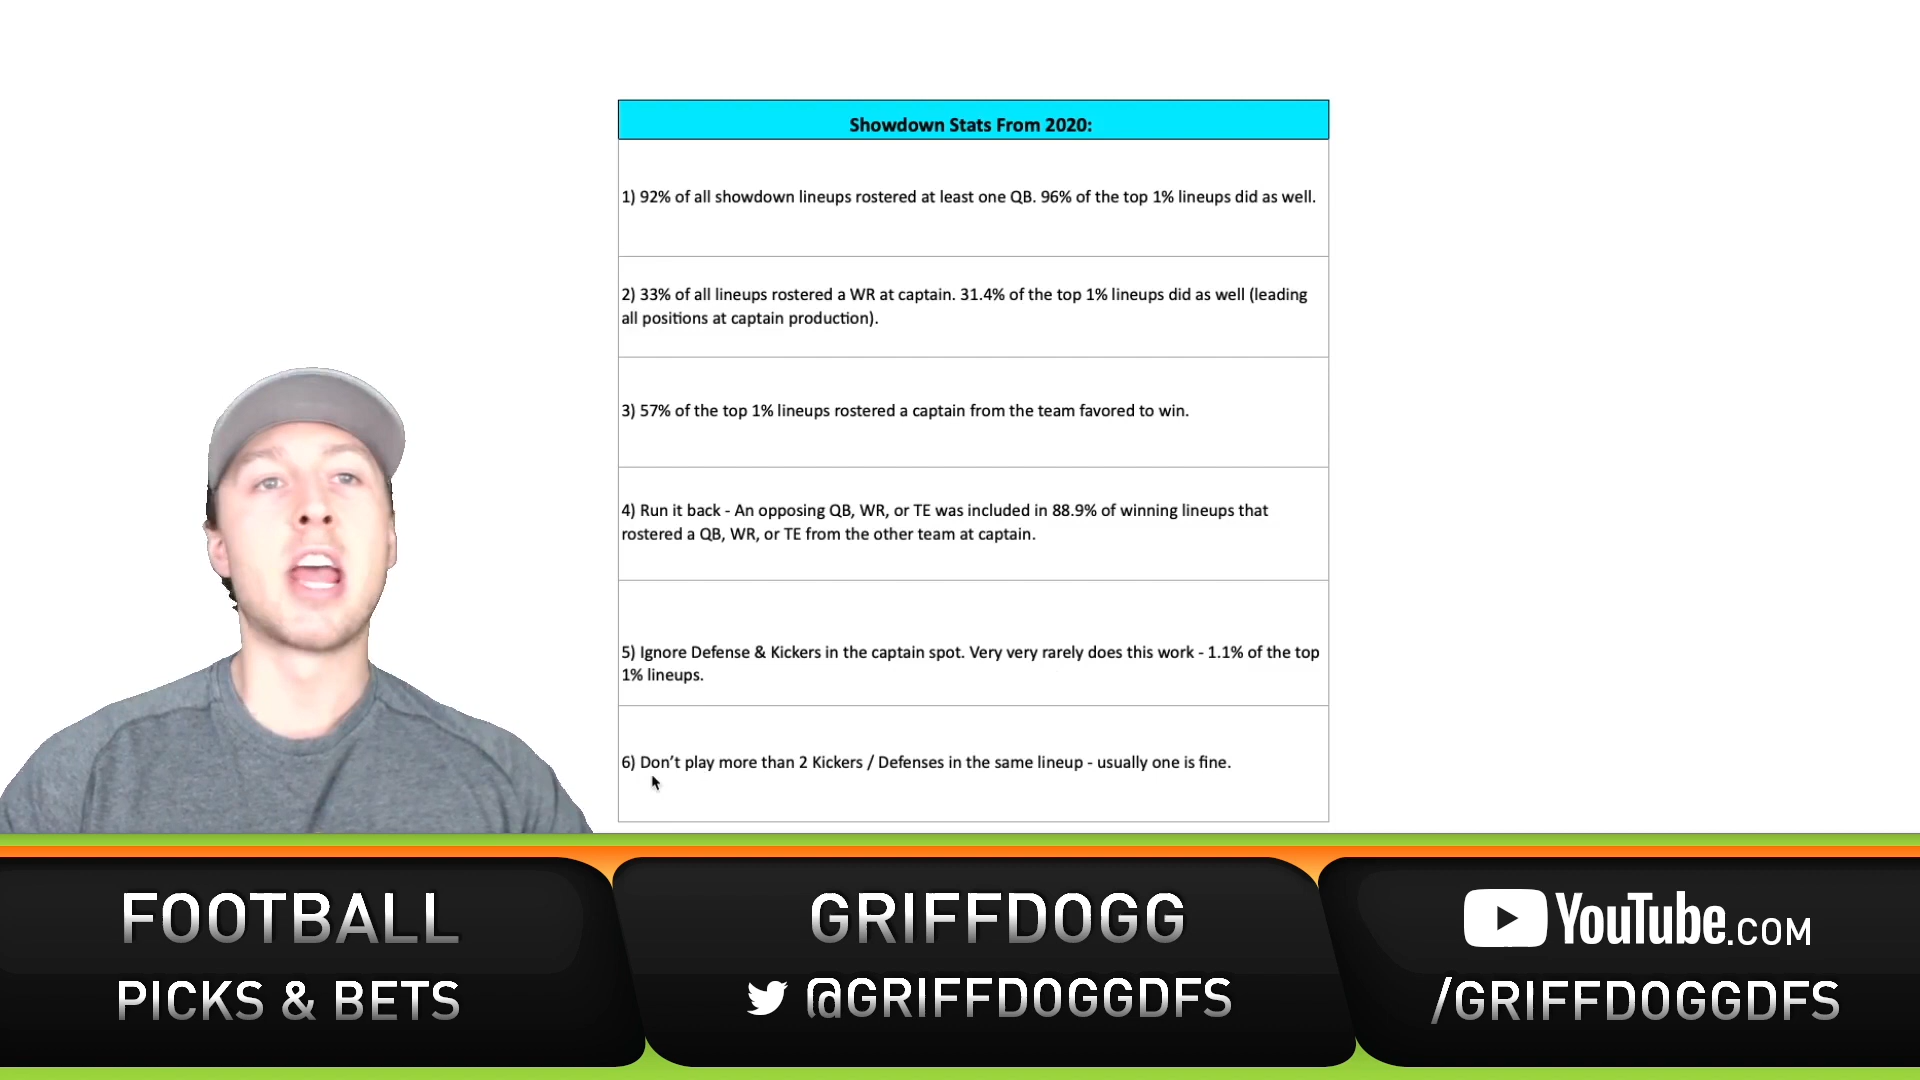 Showdown Stats From 2020:
1) 92% of all showdown lineups rostered at least one QB. 96% of the top 1% lineups did as well.
2) 33% of all lineups rostered a WR at captain. 31.4% of the top 1% lineups did as well (leading
all positions at captain production).
3) 57% of the top 1% lineups rostered a captain from the team favored to win.
4) Run it back - An opposing QB, WR, or TE was included in 88.9% of winning lineups that
rostered a QB, WR, or TE from the other team at captain.
5) Ignore Defense & Kickers in the captain spot. Very very rarely does this work - 1.1% of the top
1% lineups.
6) Don’t play more than 2 Kickers / Defenses in the same lineup - usually one is fine.
FOOTBALL
PICKS & BETS
GRIFFDOGG
@GRIFFDOGGDFS
YouTube.COM
/GRIFFDOGGDFS